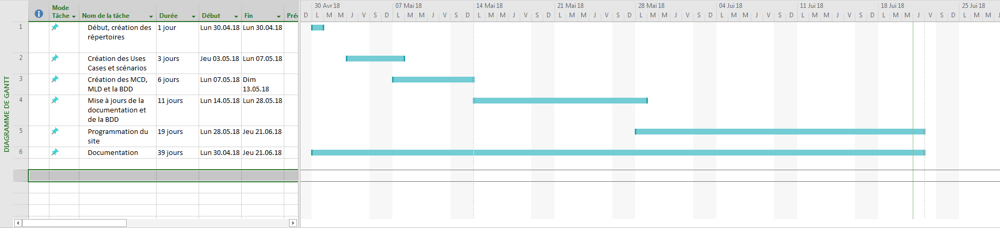 DIAGRAMME DE GANTT
Mode Tâche Nom de la tâche Durée Début Fin Préc
30 Avr 18 07 Mai 18 14 Mai 18 21 Mai 18 28 Mai 18 04 Jui 18 11 Jui 18 18 Jui 18 25 Jui 18
D L M M J V S D L M M J V S D L M M J V S D L M M J V S D L M M J V S D L M M J V S D L M M J V S D L M M J V S D L M M J
1 Début, création des répertoires 1 jour Lun 30.04.18 Lun 30.04.18
2 Création des Uses Cases et scénarios 3 jours Jeu 03.05.18 Lun 07.05.18
3 Création des MCD, MLD et la BDD 6 jours Lun 07.05.18 Dim 13.05.18
4 Mise à jours de la documentation et de la BDD 11 jours Lun 14.05.18 Lun 28.05.18
5 Programmation du site 19 jours Lun 28.05.18 Jeu 21.06.18
6 Documentation 39 jours Lun 30.04.18 Jeu 21.06.18